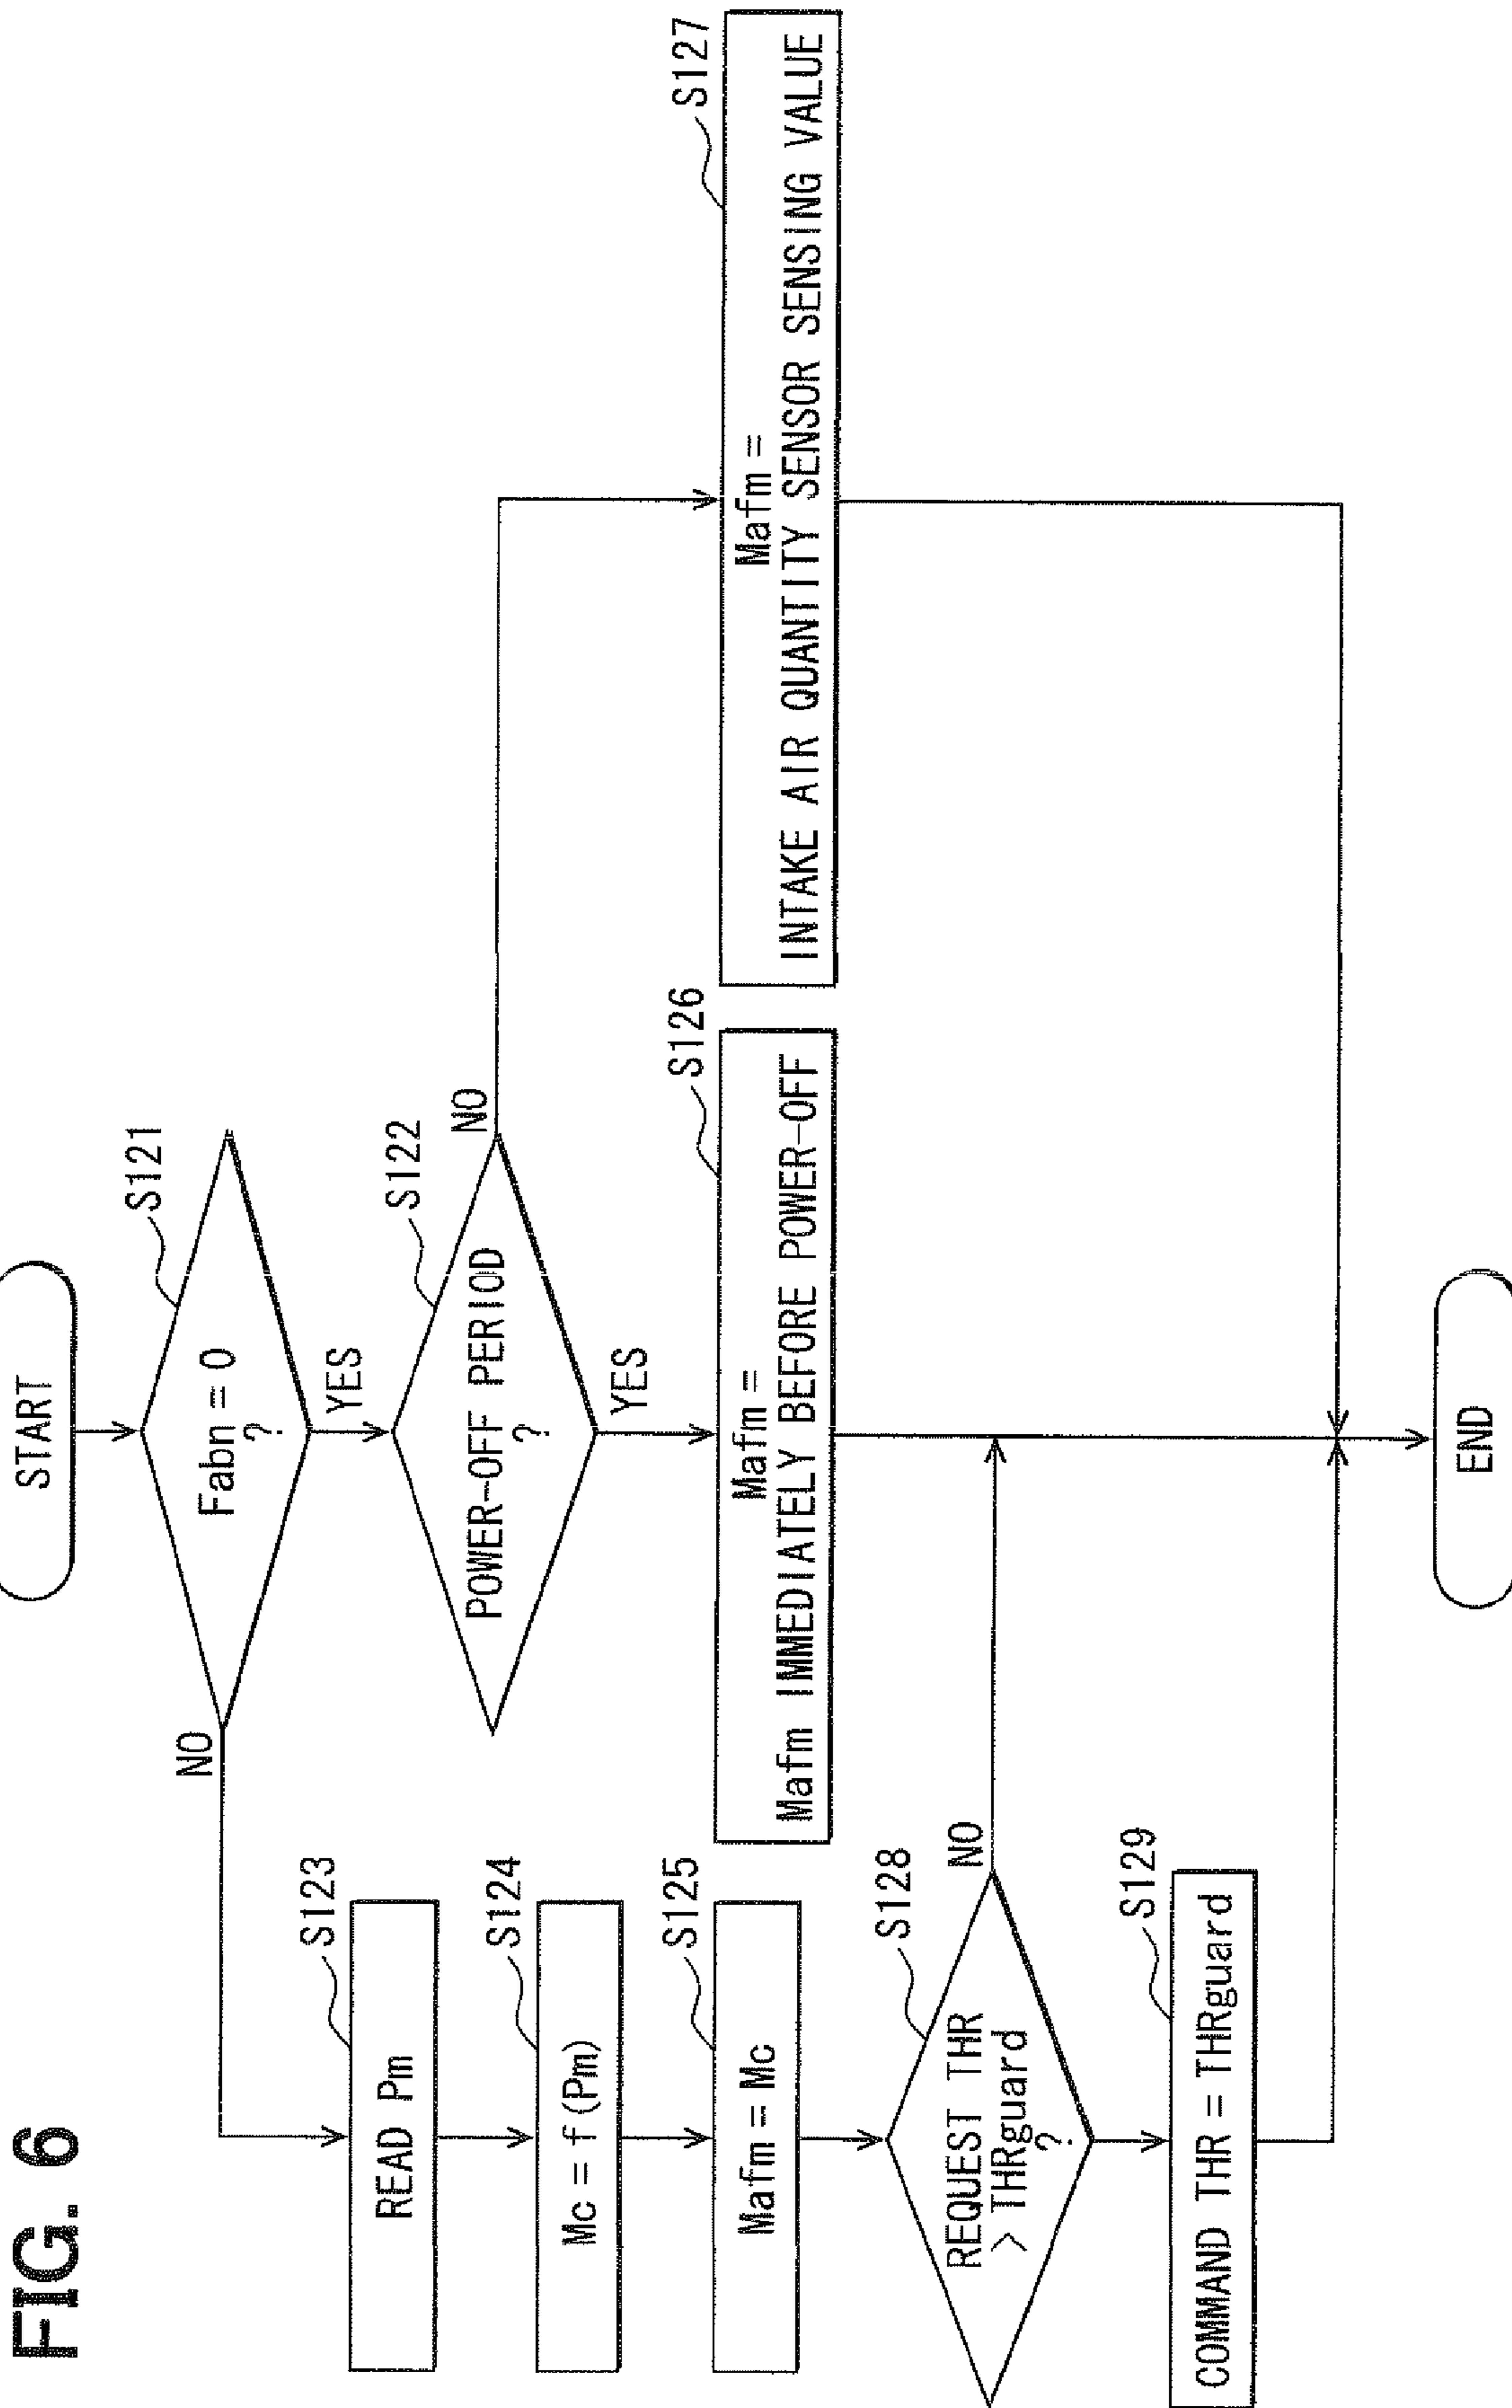 FIG. 6
START
Fabn = 0
?
S121
NO
YES
POWER-OFF PERIOD
?
S122
NO
YES
READ Pm
S123
Mc = f(Pm)
S124
Mafm = Mc
S125
Mafm =
Mafm IMMEDIATELY BEFORE POWER-OFF
S126
Mafm =
INTAKE AIR QUANTITY SENSOR SENSING VALUE
S127
REQUEST THR
> THRguard
?
S128
NO
COMMAND THR = THRguard
S129
END